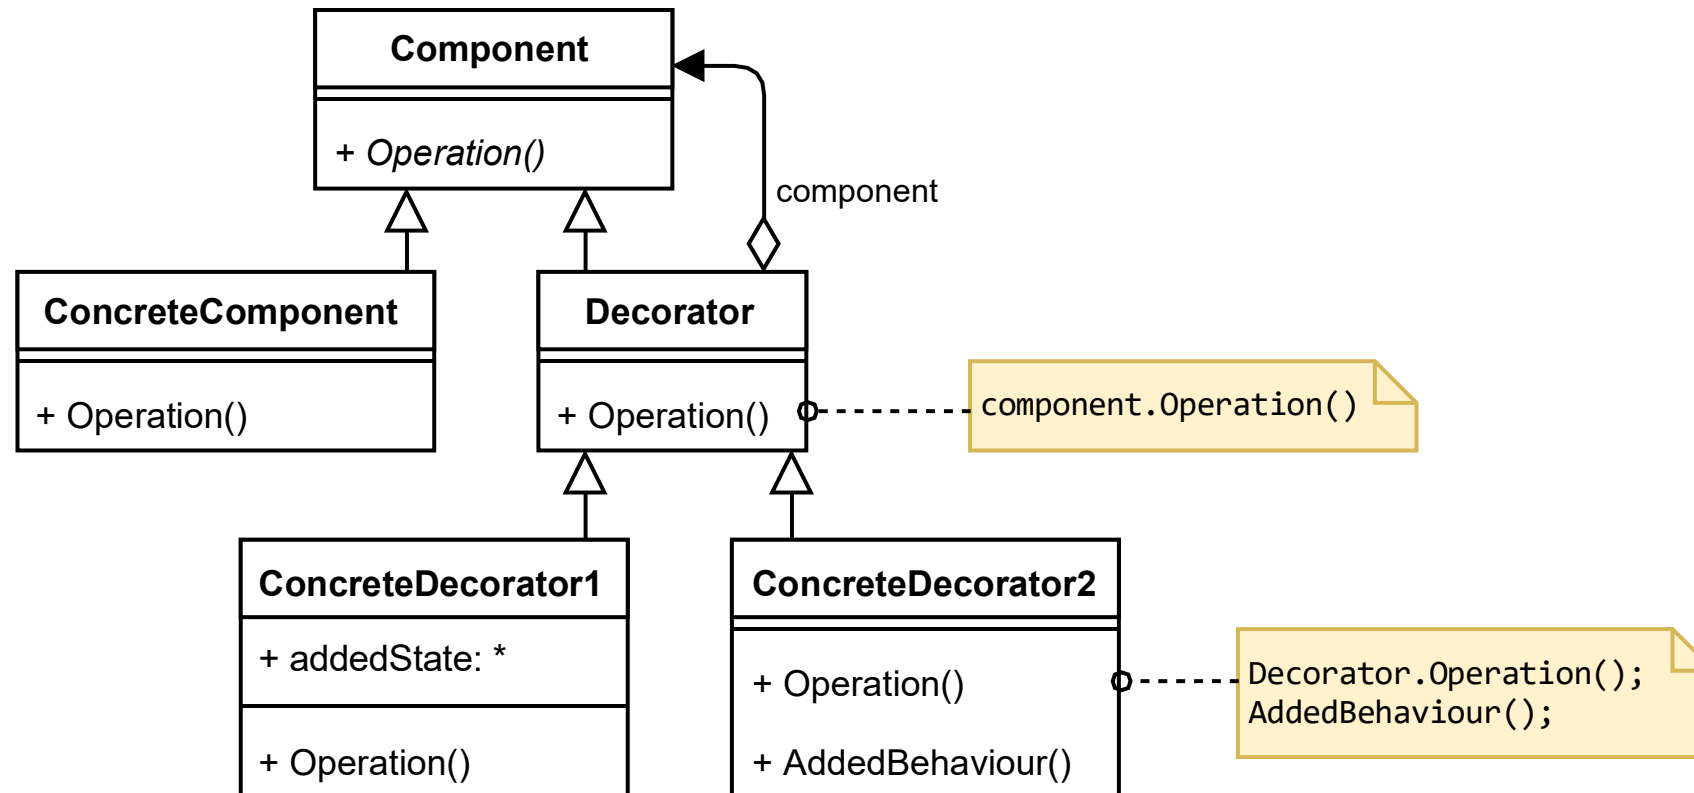 Component
+ Operation()
component
ConcreteComponent
+ Operation()
Decorator
+ Operation()
component.Operation()
ConcreteDecorator1
+ addedState: *
+ Operation()
ConcreteDecorator2
+ Operation()
+ AddedBehaviour()
Decorator.Operation();
AddedBehaviour();